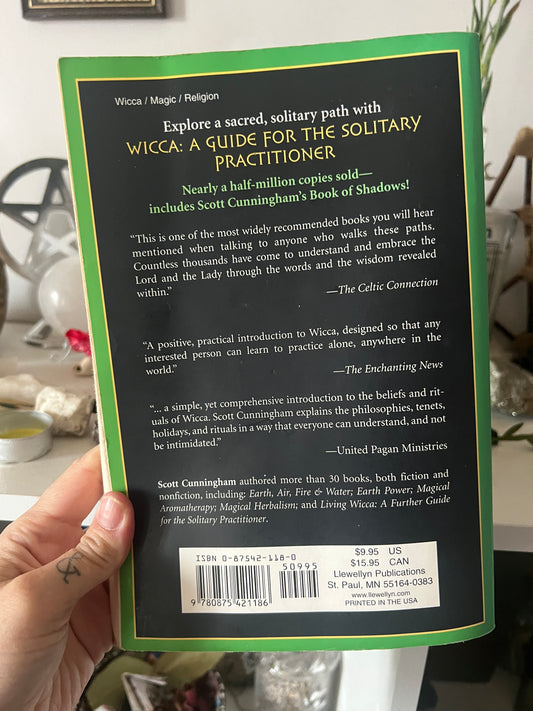 Wicca / Magic / Religion
Explore a sacred, solitary path with
WICCA: A GUIDE FOR THE SOLITARY
PRACTITIONER
Nearly a half-million copies sold—
includes Scott Cunningham's Book of Shadows!
"This is one of the most widely recommended books you will hear
mentioned when talking to anyone who walks these paths.
Countless thousands have come to understand and embrace the
Lord and the Lady through the words and the wisdom revealed
within."
—The Celtic Connection
"A positive, practical introduction to Wicca, designed so that any
interested person can learn to practice alone, anywhere in the
world."
—The Enchanting News
"... a simple, yet comprehensive introduction to the beliefs and rit-
uals of Wicca. Scott Cunningham explains the philosophies, tenets,
holidays, and rituals in a way that everyone can understand, and not
be intimidated."
—United Pagan Ministries
Scott Cunningham authored more than 30 books, both fiction and
nonfiction, including: Earth, Air, Fire & Water; Earth Power; Magical
Aromatherapy; Magical Herbalism; and Living Wicca: A Further Guide
for the Solitary Practitioner.
ISBN 0-87542-118-0
50995
9 780875 421186
$9.95 US
$15.95 CAN
Llewellyn Publications
St. Paul, MN 55164-0383
www.llewellyn.com
PRINTED IN THE USA